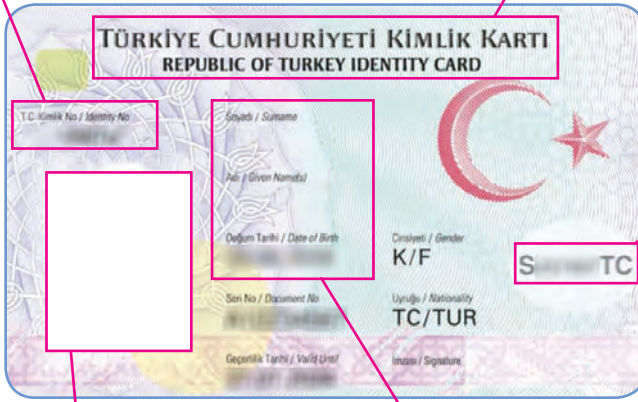 TÜRKİYE CUMHURİYETİ KİMLİK KARTI
REPUBLIC OF TURKEY IDENTITY CARD
T.C. Kimlik No / Identity No
Soyadı / Surname
Adı / Given Name(s)
Doğum Tarihi / Date of Birth
Cinsiyeti / Gender
K/F
S TC
Seri No / Document No
Uyruğu / Nationality
TC/TUR
Geçerlilik Tarihi / Valid Until
İmzası / Signature